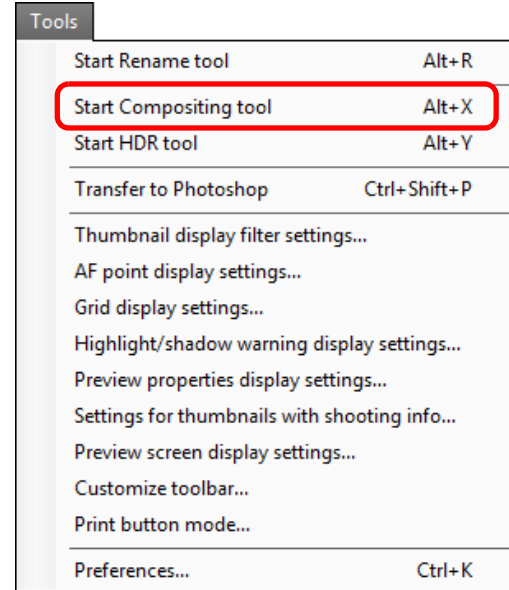 Tools
Start Rename tool Alt+R
Start Compositing tool Alt+X
Start HDR tool Alt+Y
Transfer to Photoshop Ctrl+Shift+P
Thumbnail display filter settings...
AF point display settings...
Grid display settings...
Highlight/shadow warning display settings...
Preview properties display settings...
Settings for thumbnails with shooting info...
Preview screen display settings...
Customize toolbar...
Print button mode...
Preferences... Ctrl+K